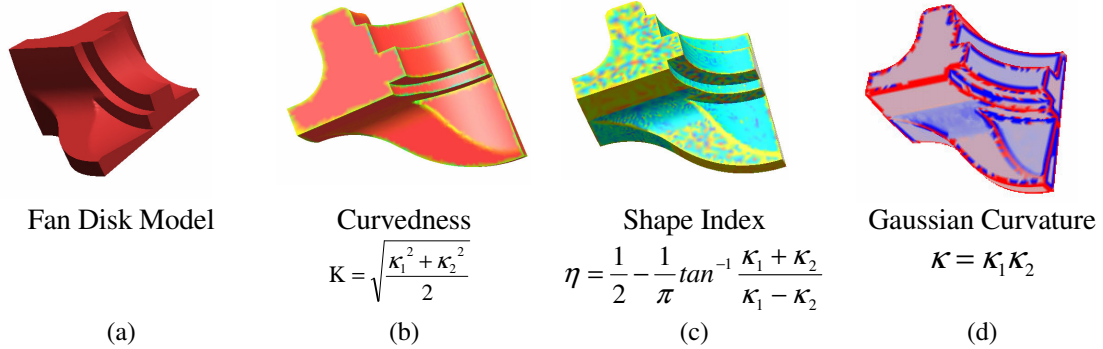 Fan Disk Model
Curvedness
Shape Index
Gaussian Curvature
K = √((κ₁² + κ₂²)/2)
η = 1/2 − 1/π tan⁻¹ (κ₁ + κ₂)/(κ₁ − κ₂)
κ = κ₁κ₂
(a)
(b)
(c)
(d)